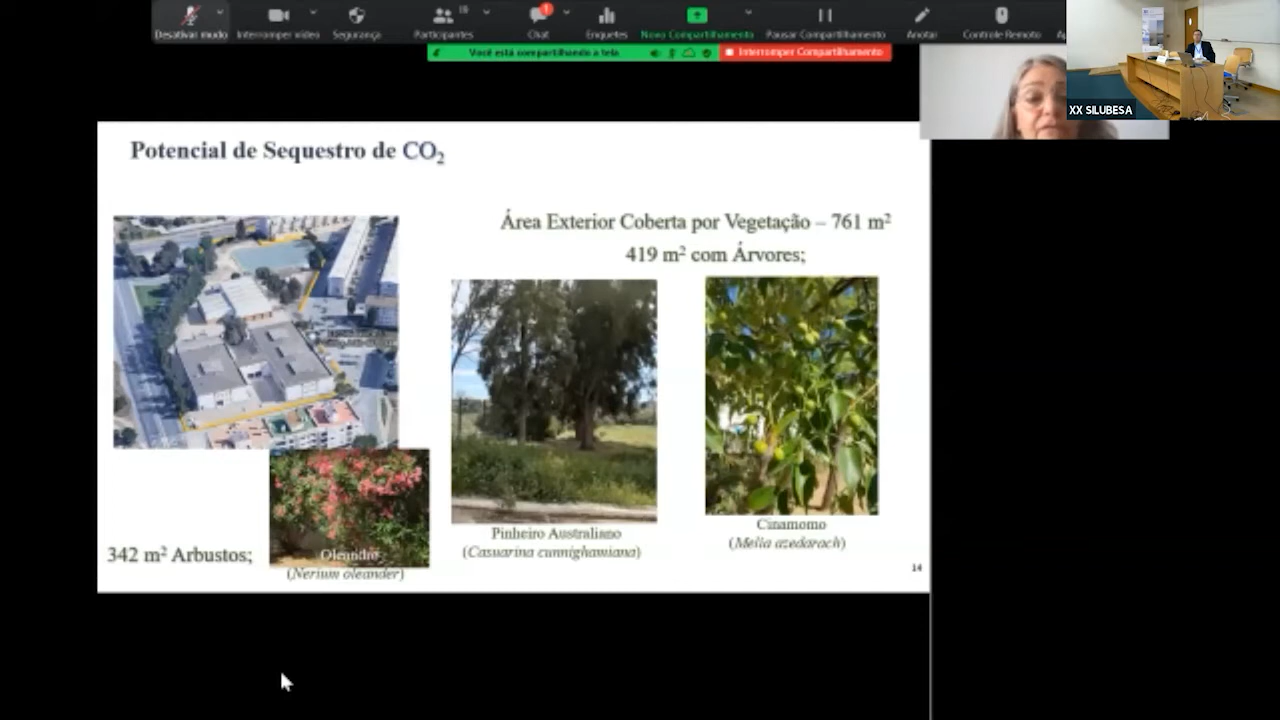 Desativar mudo
Interromper vídeo
Segurança
Participantes
Chat
1
Enquetes
Novo Compartilhamento
Pausar Compartilhamento
Anotar
Controle Remoto
Você está compartilhando a tela
Interromper Compartilhamento
XX SILUBESA
Potencial de Sequestro de CO₂
Área Exterior Coberta por Vegetação – 761 m²
419 m² com Árvores;
Pinheiro Australiano
(Casuarina cunnighamiana)
Cinamomo
(Melia azedarach)
342 m² Arbustos;
Oleandro
(Nerium oleander)
14